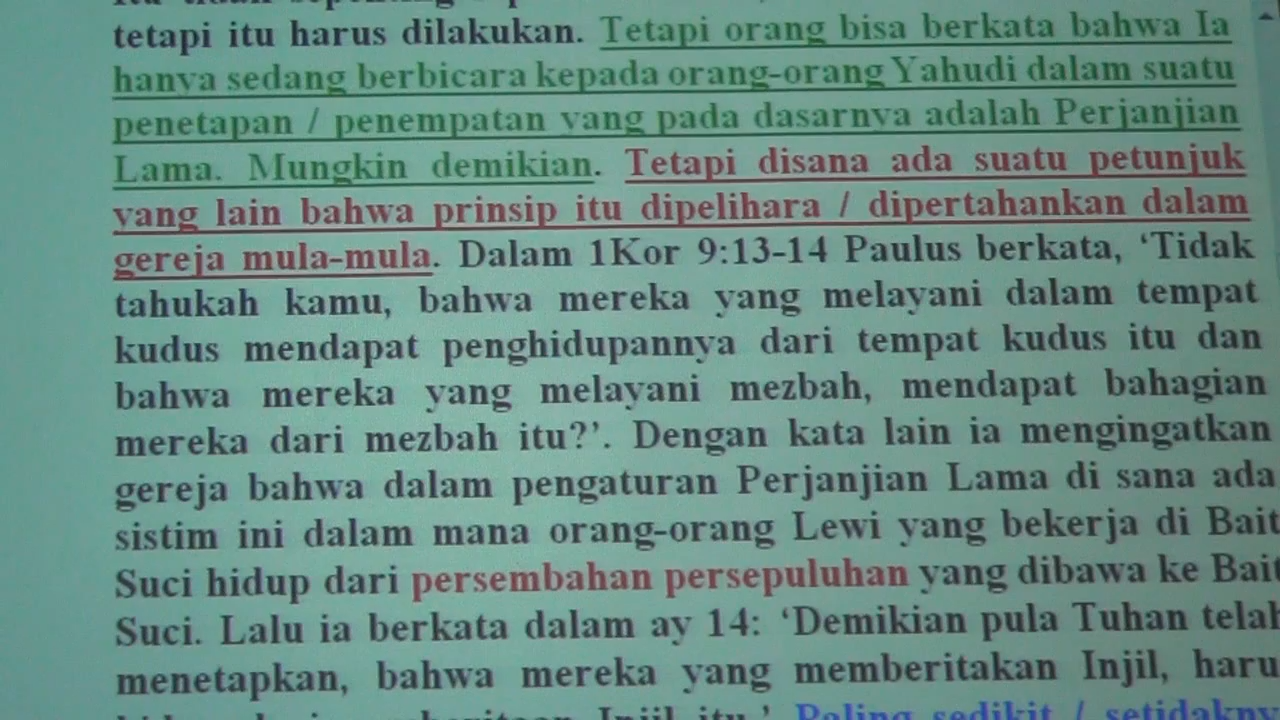 tetapi itu harus dilakukan. Tetapi orang bisa berkata bahwa Ia
hanya sedang berbicara kepada orang-orang Yahudi dalam suatu
penetapan / penempatan yang pada dasarnya adalah Perjanjian
Lama. Mungkin demikian. Tetapi disana ada suatu petunjuk
yang lain bahwa prinsip itu dipelihara / dipertahankan dalam
gereja mula-mula. Dalam 1Kor 9:13-14 Paulus berkata, ‘Tidak
tahukah kamu, bahwa mereka yang melayani dalam tempat
kudus mendapat penghidupannya dari tempat kudus itu dan
bahwa mereka yang melayani mezbah, mendapat bahagian
mereka dari mezbah itu?’. Dengan kata lain ia mengingatkan
gereja bahwa dalam pengaturan Perjanjian Lama di sana ada
sistim ini dalam mana orang-orang Lewi yang bekerja di Bait
Suci hidup dari persembahan persepuluhan yang dibawa ke Bait
Suci. Lalu ia berkata dalam ay 14: ‘Demikian pula Tuhan telah
menetapkan, bahwa mereka yang memberitakan Injil, haru
Injil itu.’ Paling sedikit / setidakny